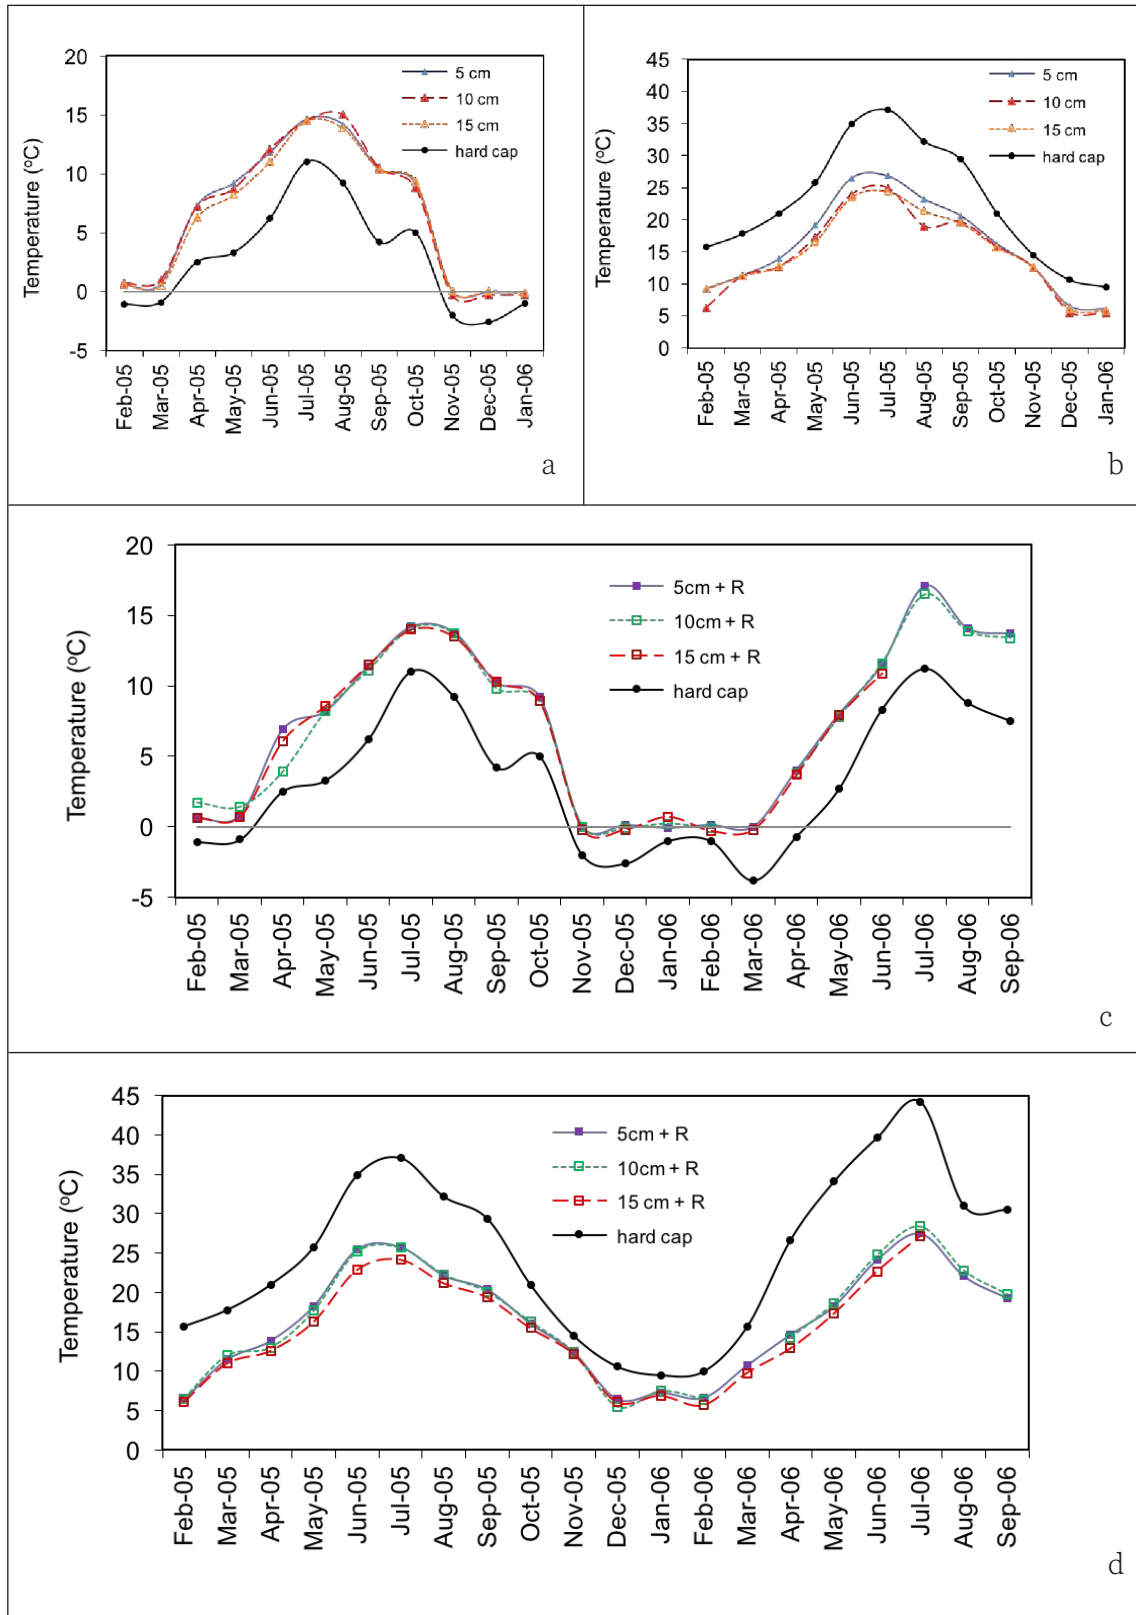 20
15
10
5
0
-5
Temperature (ºC)
5 cm
10 cm
15 cm
hard cap
Feb-05
Mar-05
Apr-05
May-05
Jun-05
Jul-05
Aug-05
Sep-05
Oct-05
Nov-05
Dec-05
Jan-06
a
45
40
35
30
25
20
15
10
5
0
Temperature (ºC)
5 cm
10 cm
15 cm
hard cap
Feb-05
Mar-05
Apr-05
May-05
Jun-05
Jul-05
Aug-05
Sep-05
Oct-05
Nov-05
Dec-05
Jan-06
b
20
15
10
5
0
-5
Temperature (ºC)
5cm + R
10cm + R
15 cm + R
hard cap
Feb-05
Mar-05
Apr-05
May-05
Jun-05
Jul-05
Aug-05
Sep-05
Oct-05
Nov-05
Dec-05
Jan-06
Feb-06
Mar-06
Apr-06
May-06
Jun-06
Jul-06
Aug-06
Sep-06
c
45
40
35
30
25
20
15
10
5
0
Temperature (ºC)
5cm + R
10cm + R
15 cm + R
hard cap
Feb-05
Mar-05
Apr-05
May-05
Jun-05
Jul-05
Aug-05
Sep-05
Oct-05
Nov-05
Dec-05
Jan-06
Feb-06
Mar-06
Apr-06
May-06
Jun-06
Jul-06
Aug-06
Sep-06
d